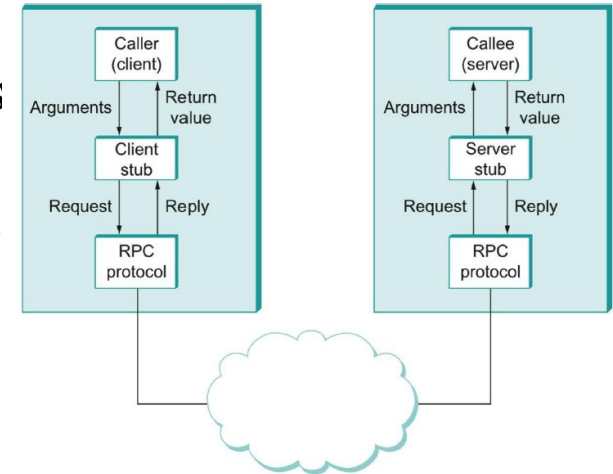 Caller
(client)
Arguments
Return
value
Client
stub
Request
Reply
RPC
protocol
Callee
(server)
Arguments
Return
value
Server
stub
Request
Reply
RPC
protocol